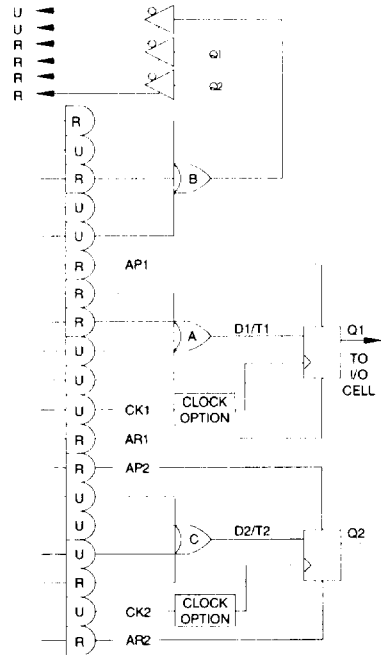 U
U
R
R Q1
R
R Q2
R
U
R B
U
U
R AP1
R
R A D1/T1 Q1
U TO
U I/O
U CK1 CLOCK OPTION CELL
R AR1
R AP2
U
U C D2/T2 Q2
U
R
U CK2 CLOCK OPTION
R AR2